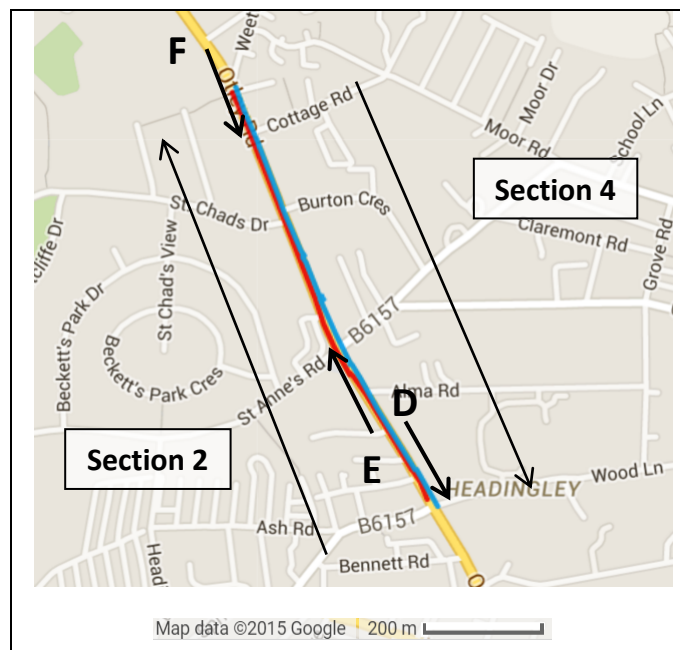 F
Weet
Cottage Rd
Moor Dr
School Ln
Moor Rd
Section 4
St. Chads Dr
Burton Cres
Claremont Rd
Grove Rd
cliffe Dr
St Chad's View
Beckett's Park Dr
B6157
Beckett's Park Cres
St Anne's Rd
Alma Rd
D
Section 2
E
HEADINGLEY
Wood Ln
B6157
Ash Rd
Head
Bennett Rd
O
Map data ©2015 Google
200 m